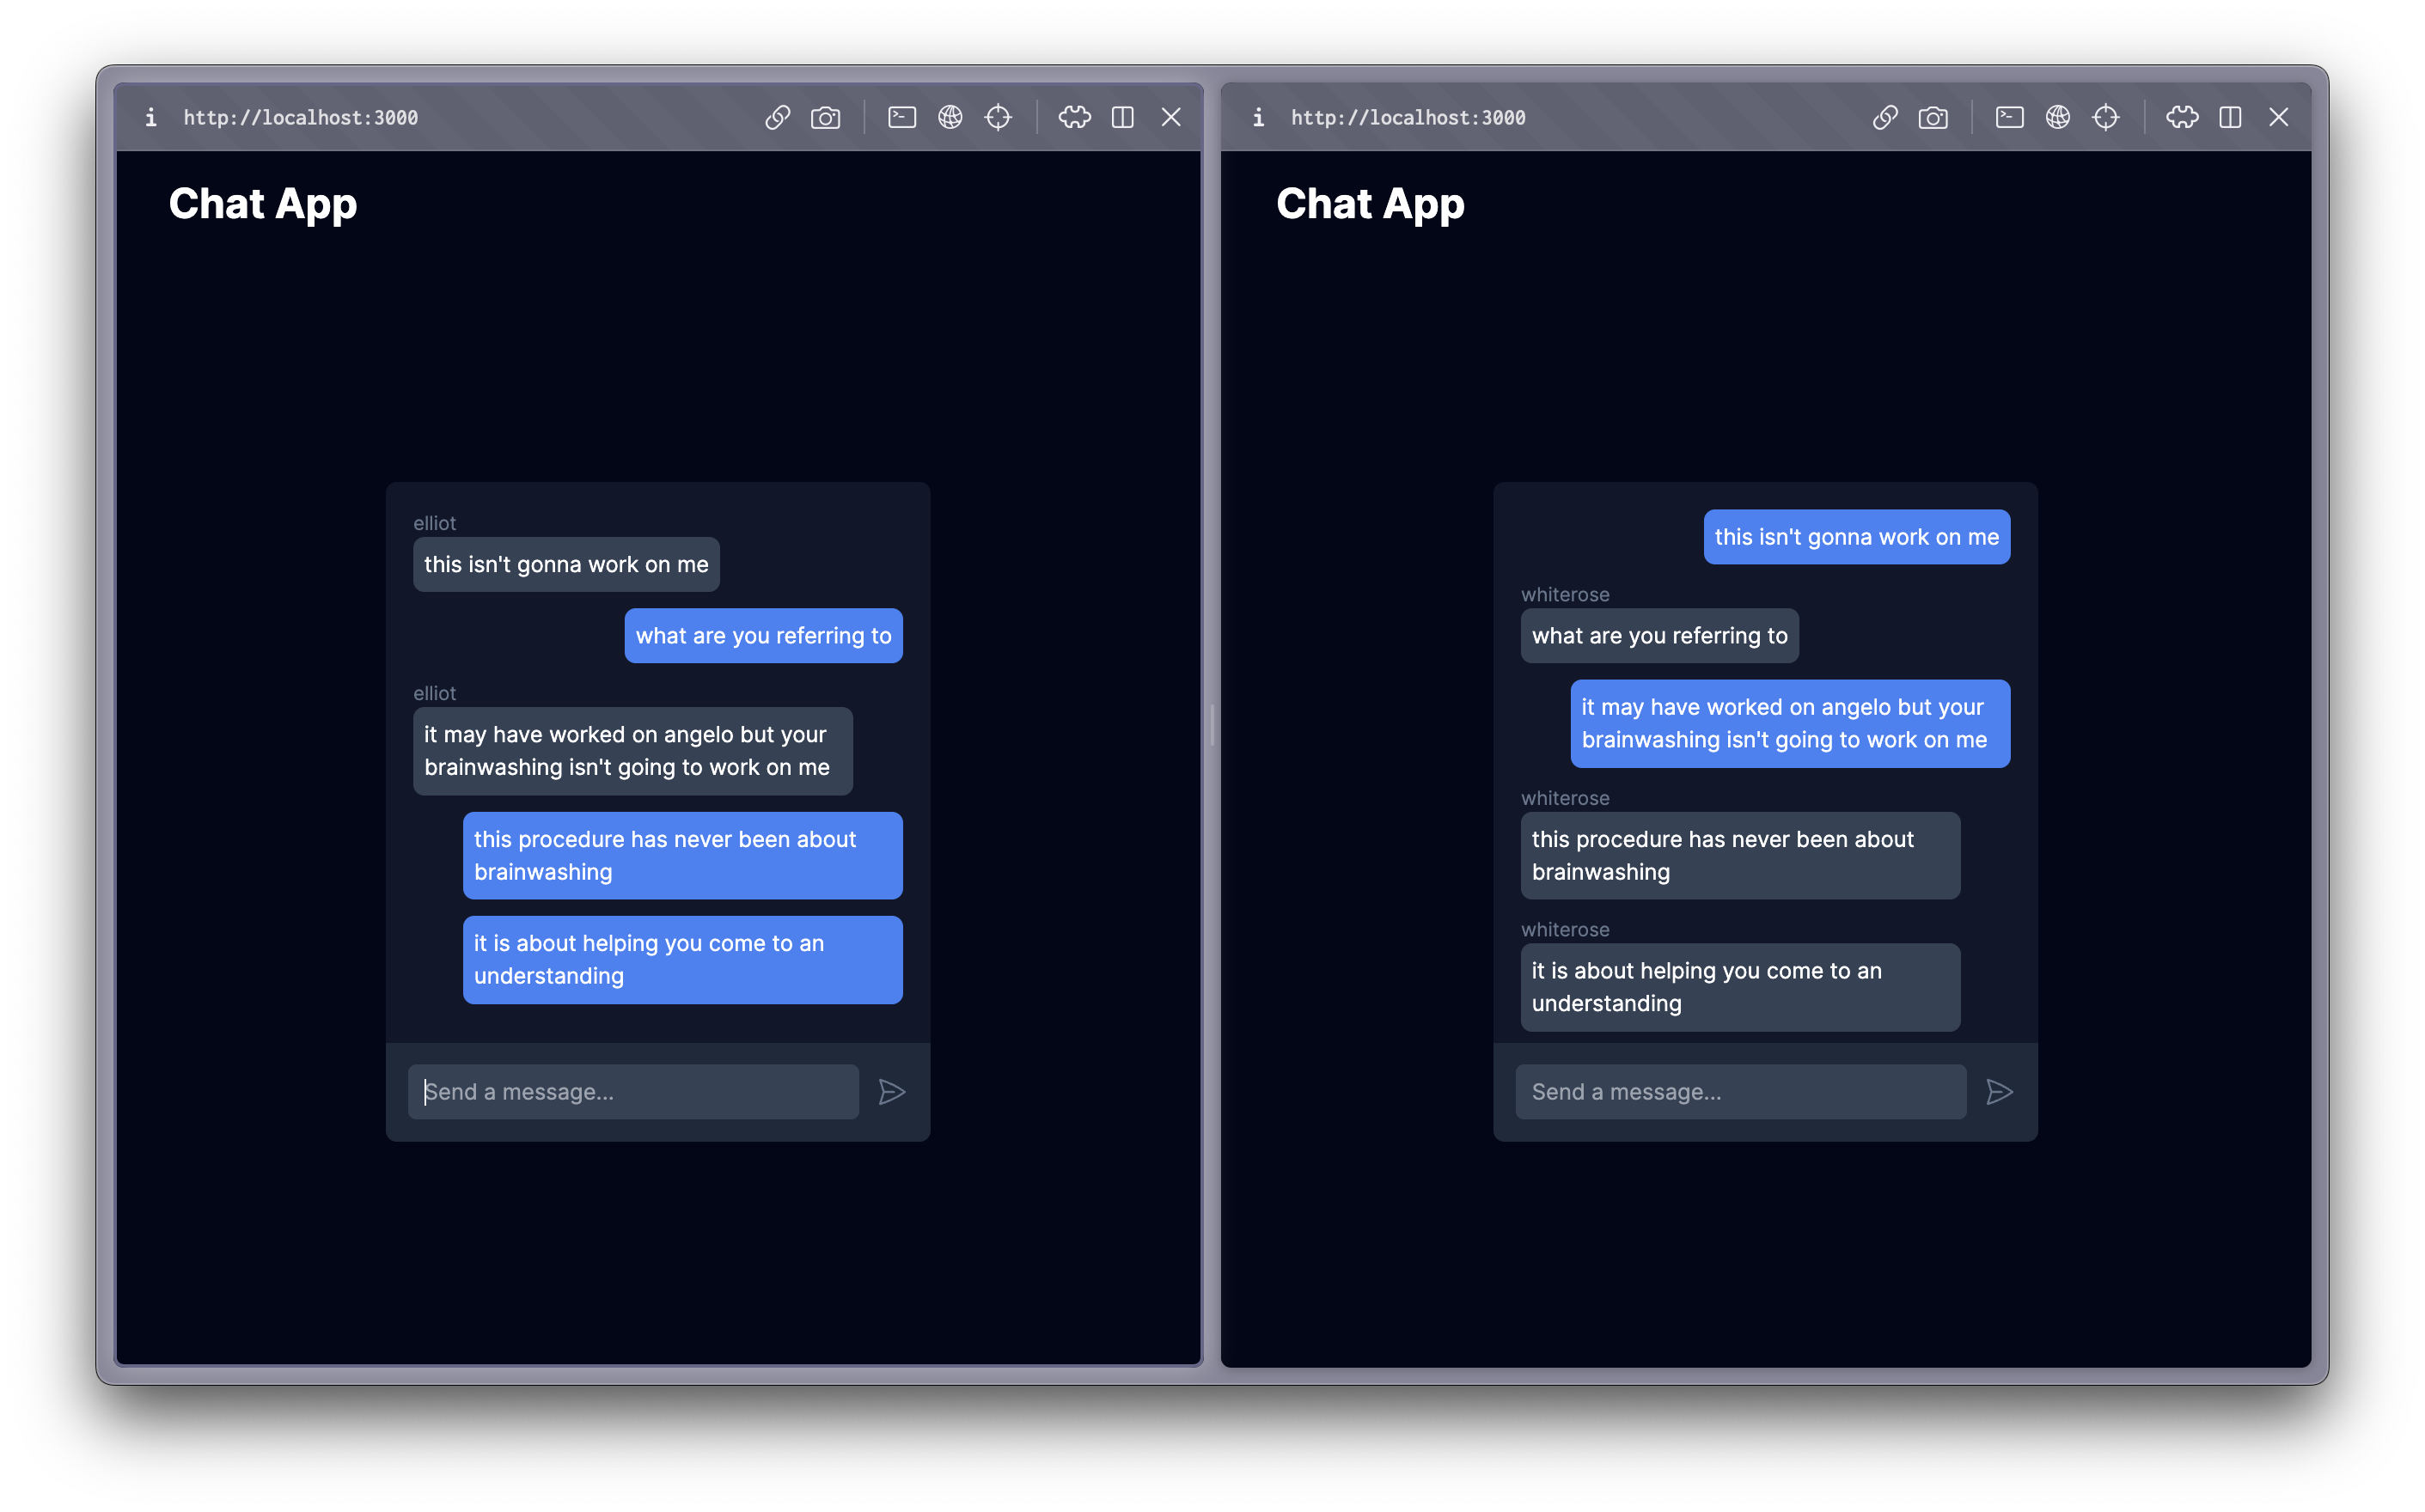 http://localhost:3000
Chat App
elliot
this isn't gonna work on me
what are you referring to
elliot
it may have worked on angelo but your
brainwashing isn't going to work on me
this procedure has never been about
brainwashing
it is about helping you come to an
understanding
Send a message...
http://localhost:3000
Chat App
this isn't gonna work on me
whiterose
what are you referring to
it may have worked on angelo but your
brainwashing isn't going to work on me
whiterose
this procedure has never been about
brainwashing
whiterose
it is about helping you come to an
understanding
Send a message...